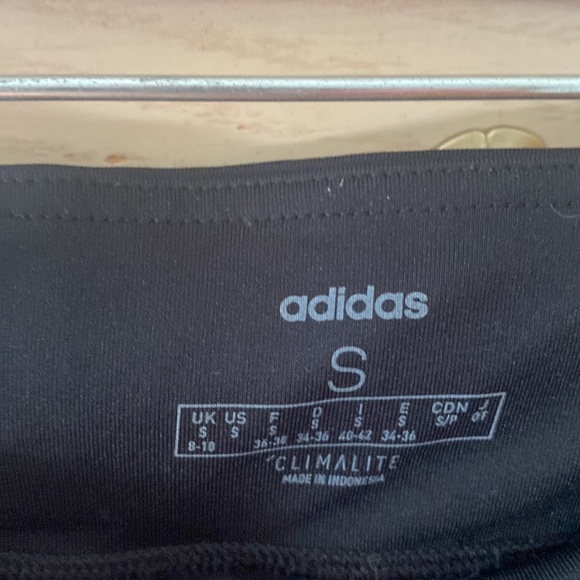 adidas
S
UK US F D I E CDN J
S S S S S S S/P OT
8-10 36-38 34-36 40-42 34-36
CLIMALITE
MADE IN INDONESIA